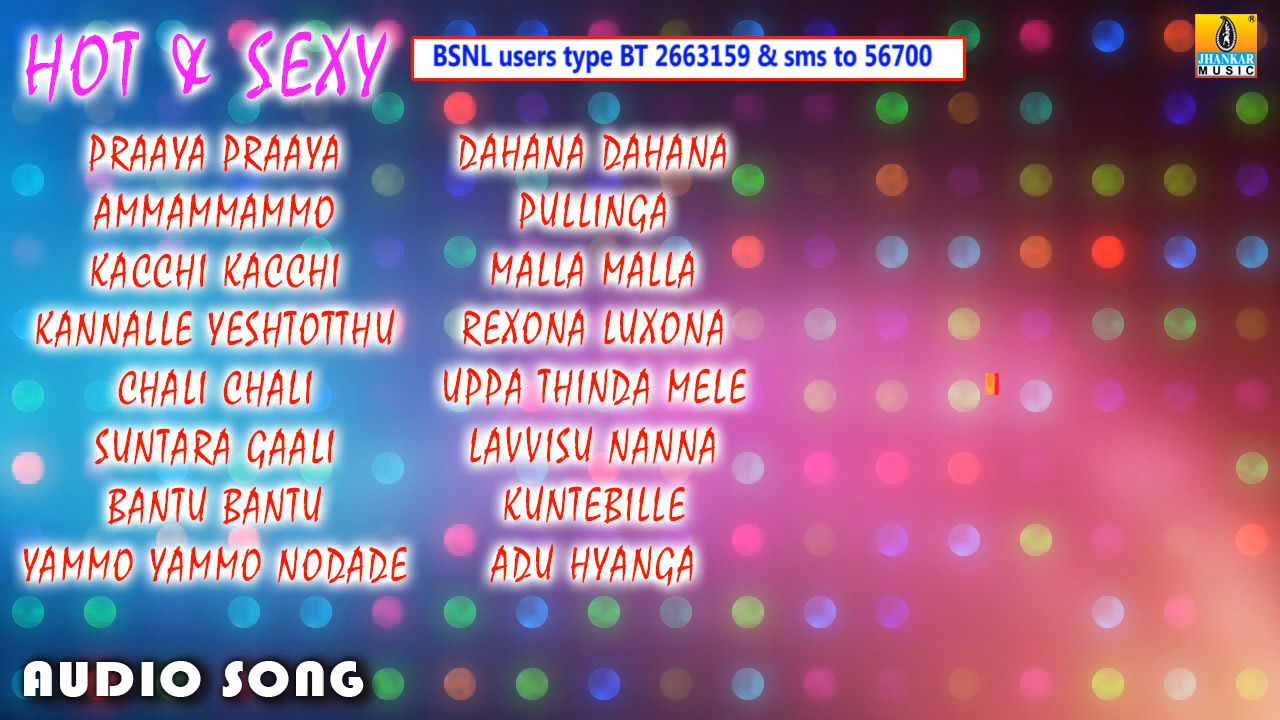 HOT & SEXY
BSNL users type BT 2663159 & sms to 56700
JHANKAR
MUSIC
®
PRAAYA PRAAYA
AMMAMMAMMO
KACCHI KACCHI
KANNALLE YESHTOTTHU
CHALI CHALI
SUNTARA GAALI
BANTU BANTU
YAMMO YAMMO NODADE
DAHANA DAHANA
PULLINGA
MALLA MALLA
REXONA LUXONA
UPPA THINDA MELE
LAVVISU NANNA
KUNTEBILLE
ADU HYANGA
AUDIO SONG